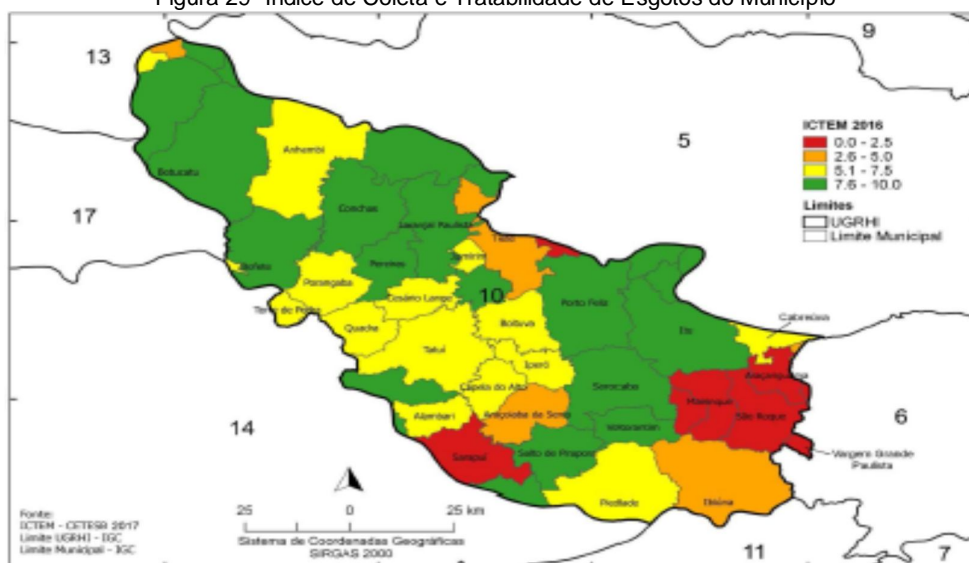 Figura 29- Índice de Coleta e Tratabilidade de Esgotos do Município
13
9
5
17
10
14
6
11
7
ICTEM 2016
0.0 - 2.5
2.6 - 5.0
5.1 - 7.5
7.6 - 10.0
Limites
UGRHI
Limite Municipal
Anhembi
Botucatu
Conchas
Laranjal Paulista
Tietê
Jumirim
Pereiras
Bofete
Porangaba
Cesário Lange
Torre de Pedra
Quadra
Tatuí
Boituva
Porto Feliz
Itu
Cabreúva
Iperó
Capela do Alto
Sorocaba
Araçariguama
Mairinque
São Roque
Alambari
Araçoiaba da Serra
Votorantim
Vargem Grande
Paulista
Sarapuí
Salto de Pirapora
Piedade
Ibiúna
25 0 25 km
Sistema de Coordenadas Geográficas
SIRGAS 2000
Fonte:
ICTEM - CETESB 2017
Limite UGRHI - IGC
Limite Municipal - IGC